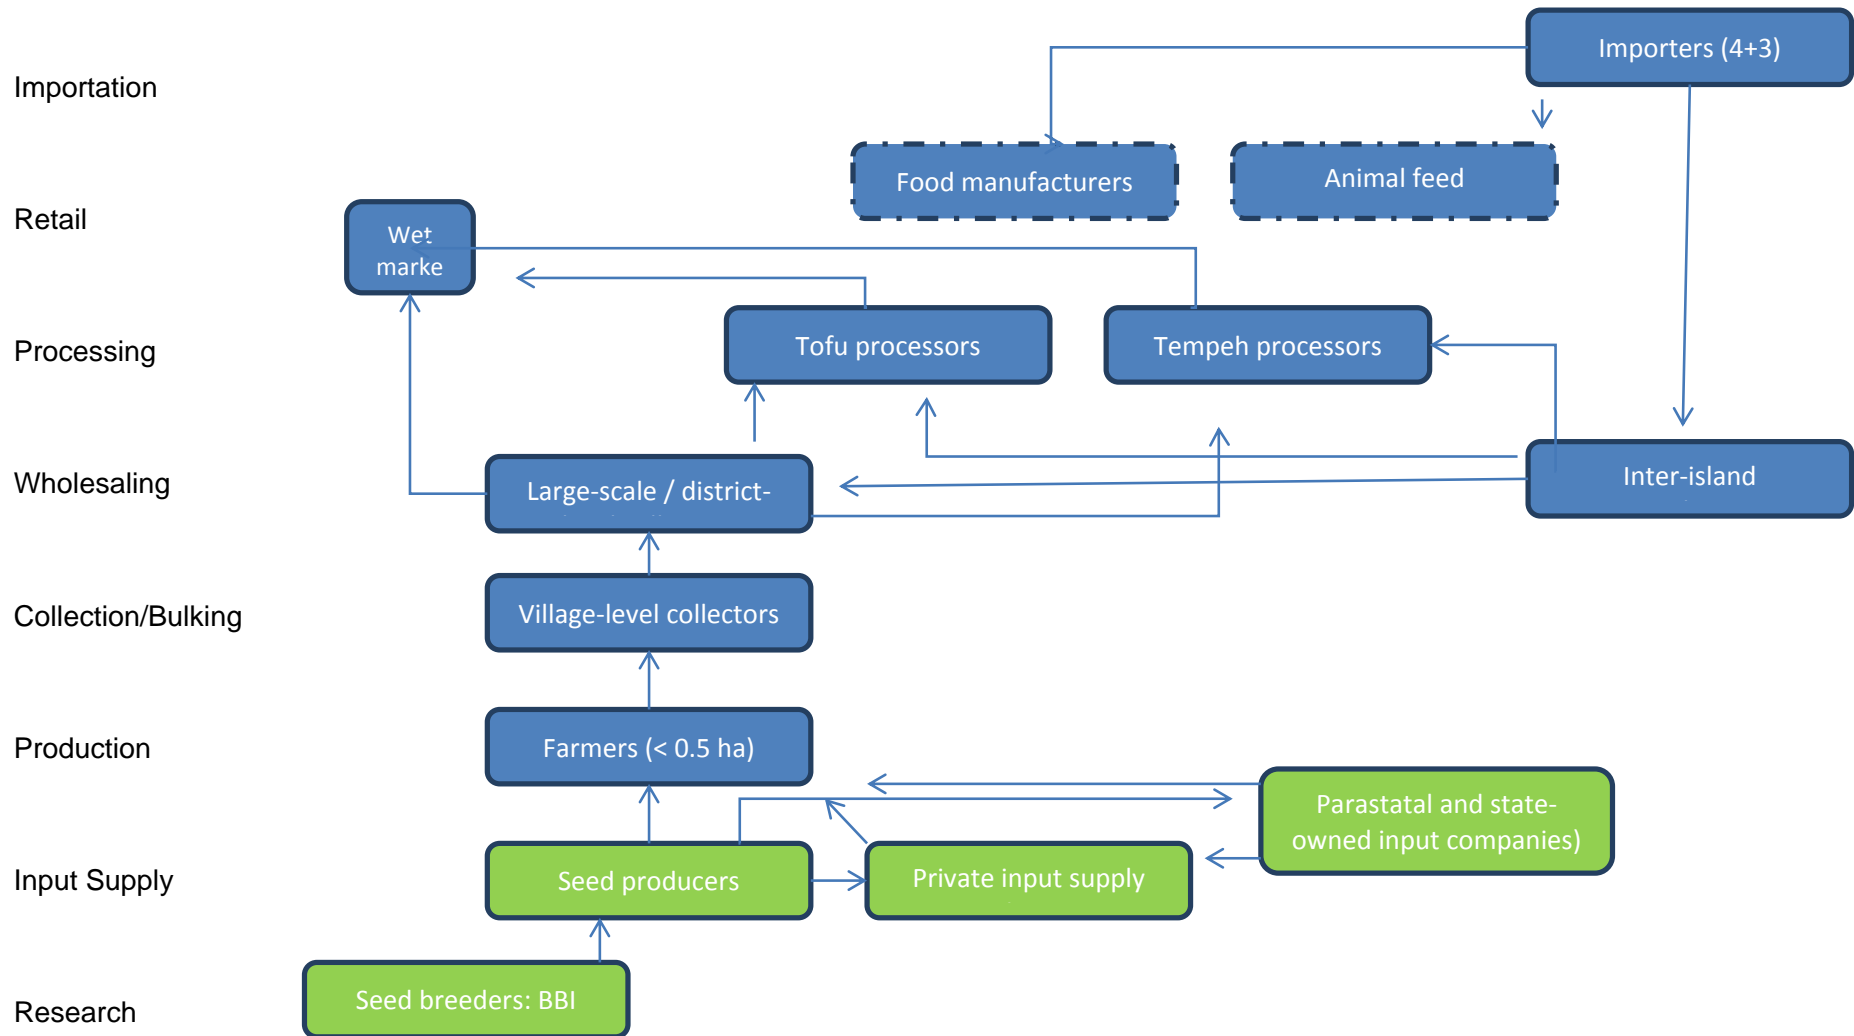 Importers (4+3)
Importation
Food manufacturers
Animal feed
Retail
Wet
marke
Tofu processors
Tempeh processors
Processing
Large-scale / district-
Inter-island
Wholesaling
Village-level collectors
Collection/Bulking
Farmers (< 0.5 ha)
Production
Parastatal and state-
owned input companies)
Seed producers
Private input supply
Input Supply
Seed breeders: BBI
Research